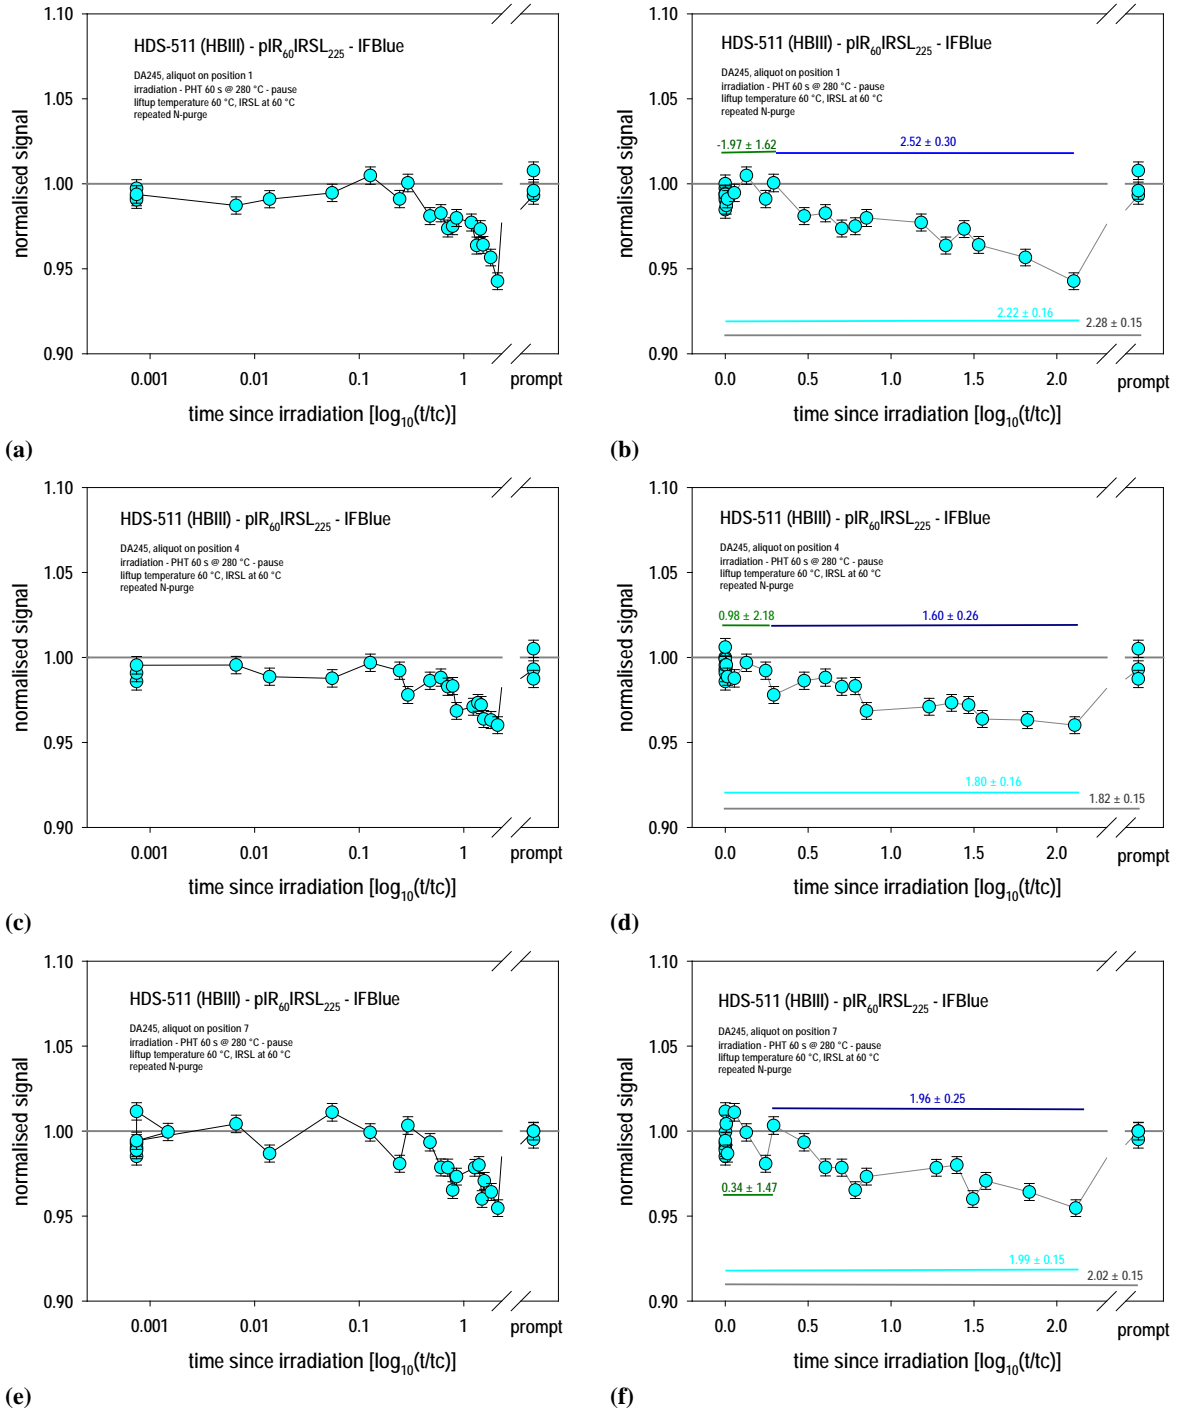 HDS-511 (HBIII) - pIR60IRSL225 - IFBlue
DA245, aliquot on position 1
irradiation - PHT 60 s @ 280 °C - pause
liftup temperature 60 °C, IRSL at 60 °C
repeated N-purge
normalised signal
1.10
1.05
1.00
0.95
0.90
0.001 0.01 0.1 1 prompt
time since irradiation [log10(t/tc)]
(a)
HDS-511 (HBIII) - pIR60IRSL225 - IFBlue
DA245, aliquot on position 1
irradiation - PHT 60 s @ 280 °C - pause
liftup temperature 60 °C, IRSL at 60 °C
repeated N-purge
-1.97 ± 1.62
2.52 ± 0.30
2.22 ± 0.16
2.28 ± 0.15
normalised signal
1.10
1.05
1.00
0.95
0.90
0.0 0.5 1.0 1.5 2.0 prompt
time since irradiation [log10(t/tc)]
(b)
HDS-511 (HBIII) - pIR60IRSL225 - IFBlue
DA245, aliquot on position 4
irradiation - PHT 60 s @ 280 °C - pause
liftup temperature 60 °C, IRSL at 60 °C
repeated N-purge
normalised signal
1.10
1.05
1.00
0.95
0.90
0.001 0.01 0.1 1 prompt
time since irradiation [log10(t/tc)]
(c)
HDS-511 (HBIII) - pIR60IRSL225 - IFBlue
DA245, aliquot on position 4
irradiation - PHT 60 s @ 280 °C - pause
liftup temperature 60 °C, IRSL at 60 °C
repeated N-purge
0.98 ± 2.18
1.60 ± 0.26
1.80 ± 0.16
1.82 ± 0.15
normalised signal
1.10
1.05
1.00
0.95
0.90
0.0 0.5 1.0 1.5 2.0 prompt
time since irradiation [log10(t/tc)]
(d)
HDS-511 (HBIII) - pIR60IRSL225 - IFBlue
DA245, aliquot on position 7
irradiation - PHT 60 s @ 280 °C - pause
liftup temperature 60 °C, IRSL at 60 °C
repeated N-purge
normalised signal
1.10
1.05
1.00
0.95
0.90
0.001 0.01 0.1 1 prompt
time since irradiation [log10(t/tc)]
(e)
HDS-511 (HBIII) - pIR60IRSL225 - IFBlue
DA245, aliquot on position 7
irradiation - PHT 60 s @ 280 °C - pause
liftup temperature 60 °C, IRSL at 60 °C
repeated N-purge
1.96 ± 0.25
0.34 ± 1.47
1.99 ± 0.15
2.02 ± 0.15
normalised signal
1.10
1.05
1.00
0.95
0.90
0.0 0.5 1.0 1.5 2.0 prompt
time since irradiation [log10(t/tc)]
(f)